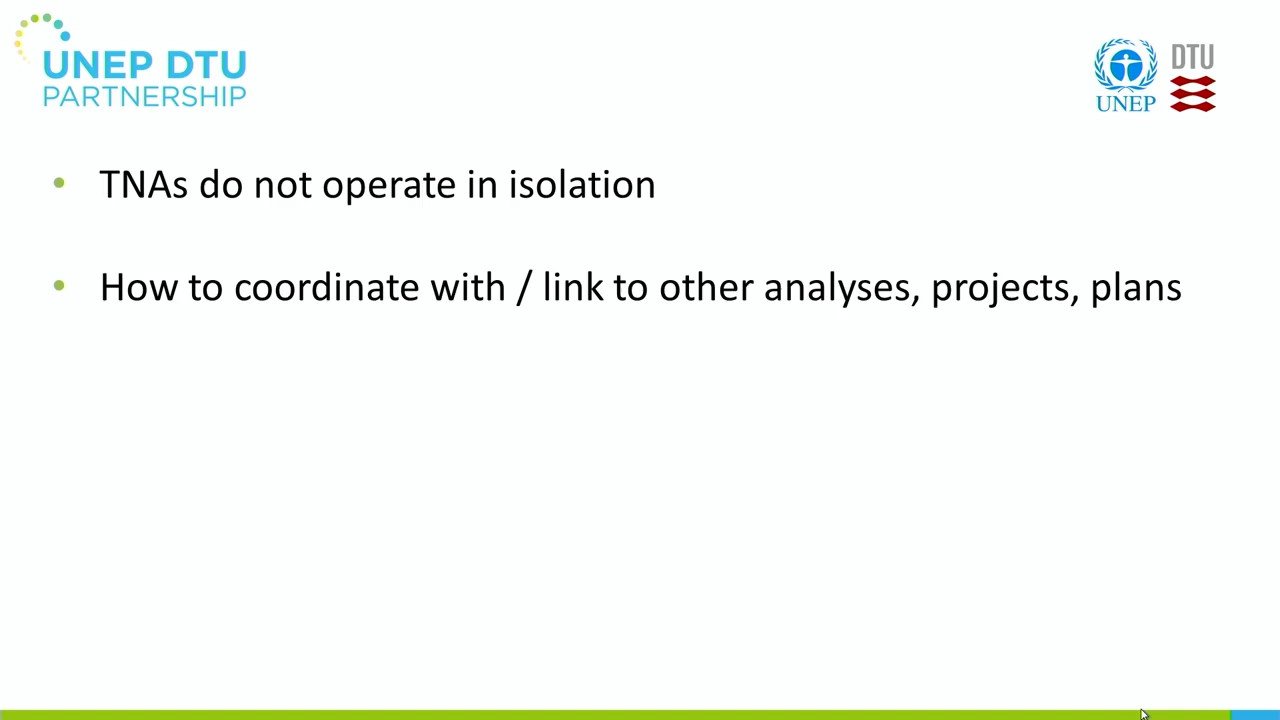 UNEP DTU
PARTNERSHIP
UNEP
DTU
• TNAs do not operate in isolation
• How to coordinate with / link to other analyses, projects, plans